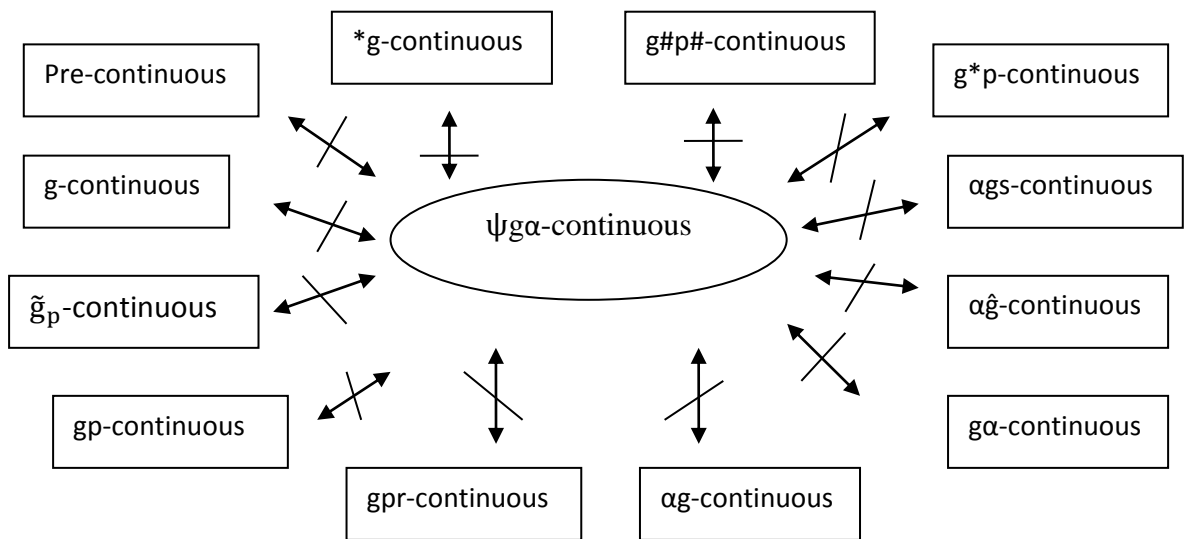 *g-continuous
g#p#-continuous
Pre-continuous
g*p-continuous
g-continuous
αgs-continuous
ψgα-continuous
g̃ₚ-continuous
αĝ-continuous
gp-continuous
gα-continuous
gpr-continuous
αg-continuous